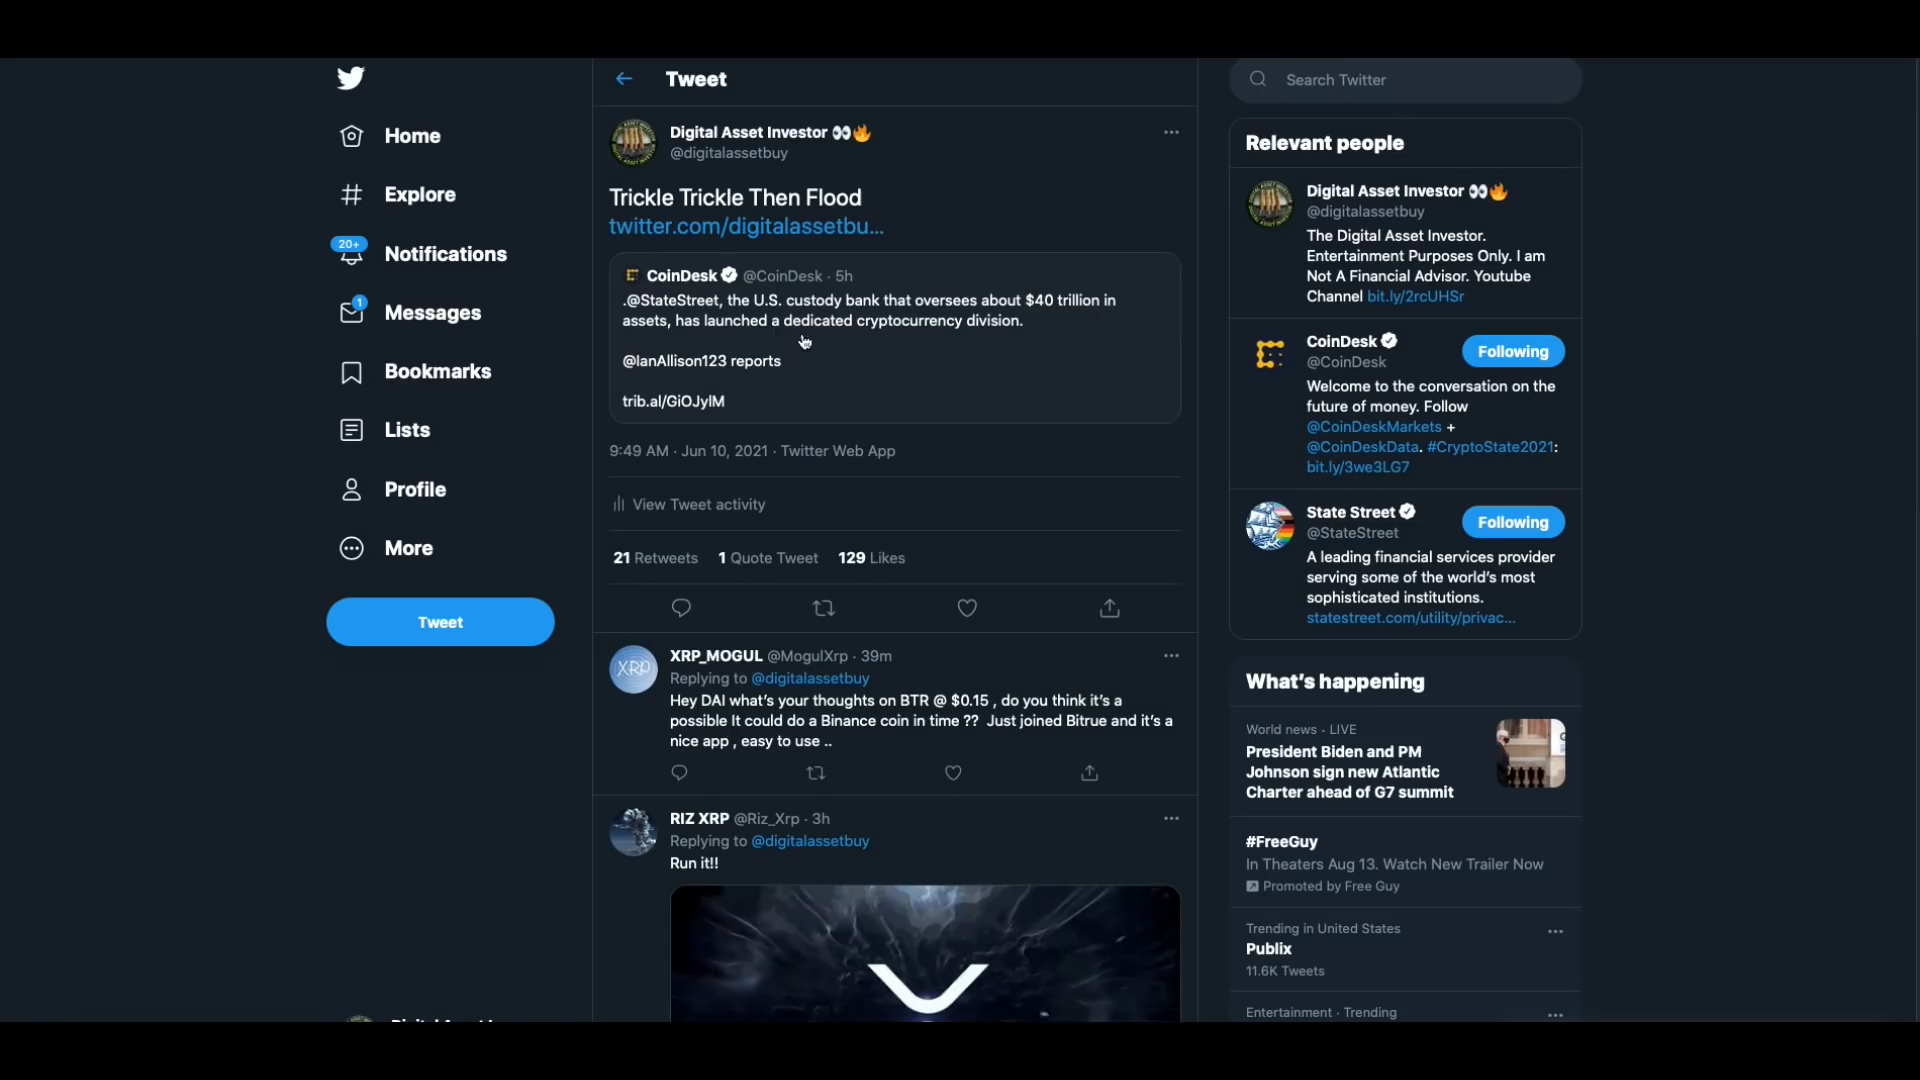 Home
Explore
20+
Notifications
1
Messages
Bookmarks
Lists
Profile
More
Tweet
Tweet
Digital Asset Investor 👀🔥
@digitalassetbuy
Trickle Trickle Then Flood
twitter.com/digitalassetbu...
CoinDesk @CoinDesk · 5h
.@StateStreet, the U.S. custody bank that oversees about $40 trillion in
assets, has launched a dedicated cryptocurrency division.
@IanAllison123 reports
trib.al/GiOJylM
9:49 AM · Jun 10, 2021 · Twitter Web App
View Tweet activity
21 Retweets 1 Quote Tweet 129 Likes
XRP
XRP_MOGUL @MogulXrp · 39m
Replying to @digitalassetbuy
Hey DAI what's your thoughts on BTR @ $0.15 , do you think it's a
possible It could do a Binance coin in time ?? Just joined Bitrue and it's a
nice app , easy to use ..
RIZ XRP @Riz_Xrp · 3h
Replying to @digitalassetbuy
Run it!!
Search Twitter
Relevant people
Digital Asset Investor 👀🔥
@digitalassetbuy
The Digital Asset Investor.
Entertainment Purposes Only. I am
Not A Financial Advisor. Youtube
Channel bit.ly/2rcUHSr
CoinDesk
@CoinDesk
Following
Welcome to the conversation on the
future of money. Follow
@CoinDeskMarkets +
@CoinDeskData. #CryptoState2021:
bit.ly/3we3LG7
State Street
@StateStreet
Following
A leading financial services provider
serving some of the world's most
sophisticated institutions.
statestreet.com/utility/privac...
What's happening
World news · LIVE
President Biden and PM
Johnson sign new Atlantic
Charter ahead of G7 summit
#FreeGuy
In Theaters Aug 13. Watch New Trailer Now
Promoted by Free Guy
Trending in United States
Publix
11.6K Tweets
Entertainment · Trending